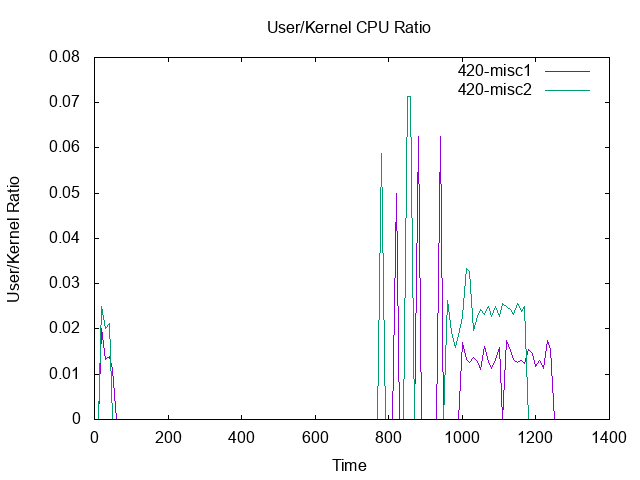 User/Kernel CPU Ratio
420-misc1
420-misc2
0.08
0.07
0.06
0.05
0.04
0.03
0.02
0.01
0
User/Kernel Ratio
0 200 400 600 800 1000 1200 1400
Time